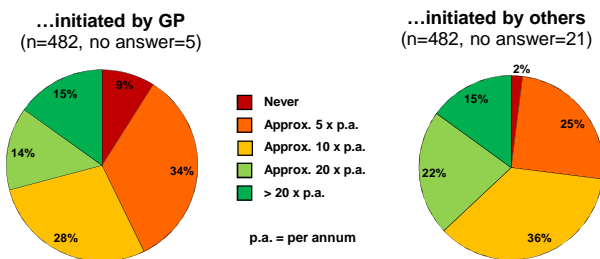 ...initiated by GP
(n=482, no answer=5)
9%
34%
28%
14%
15%
Never
Approx. 5 x p.a.
Approx. 10 x p.a.
Approx. 20 x p.a.
> 20 x p.a.
p.a. = per annum
...initiated by others
(n=482, no answer=21)
2%
25%
36%
22%
15%